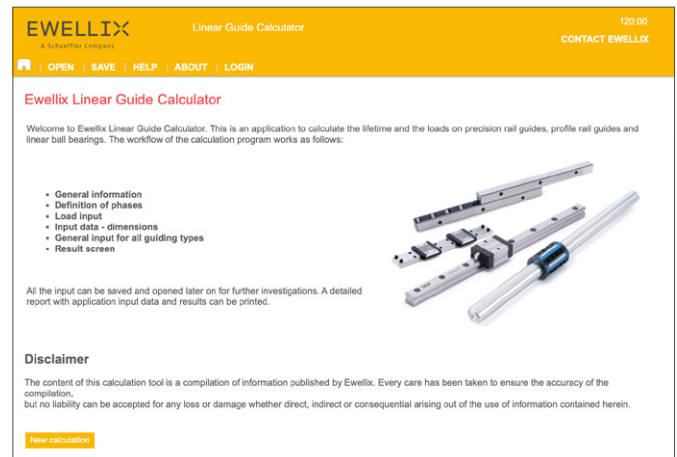 EWELLIX
A Schaeffler Company
Linear Guide Calculator
120:00
CONTACT EWELLIX
| OPEN | SAVE | HELP | ABOUT | LOGIN
Ewellix Linear Guide Calculator
Welcome to Ewellix Linear Guide Calculator. This is an application to calculate the lifetime and the loads on precision rail guides, profile rail guides and
linear ball bearings. The workflow of the calculation program works as follows:
• General information
• Definition of phases
• Load input
• Input data - dimensions
• General input for all guiding types
• Result screen
All the input can be saved and opened later on for further investigations. A detailed
report with application input data and results can be printed.
Disclaimer
The content of this calculation tool is a compilation of information published by Ewellix. Every care has been taken to ensure the accuracy of the
compilation,
but no liability can be accepted for any loss or damage whether direct, indirect or consequential arising out of the use of information contained herein.
New calculation